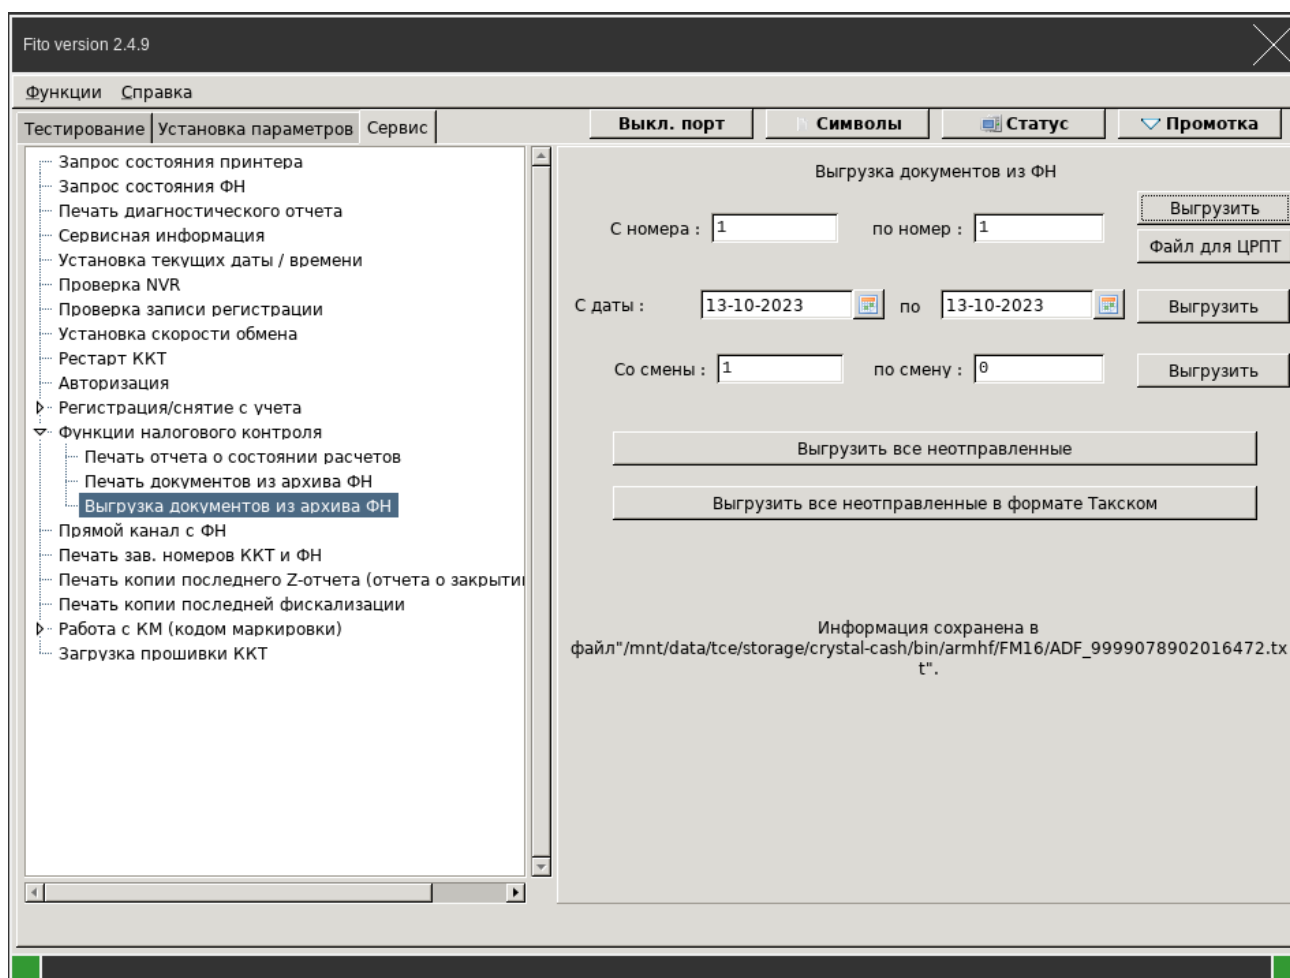 Fito version 2.4.9
Функции Справка
Тестирование Установка параметров Сервис
Выкл. порт Символы Статус Промотка
Запрос состояния принтера
Запрос состояния ФН
Печать диагностического отчета
Сервисная информация
Установка текущих даты / времени
Проверка NVR
Проверка записи регистрации
Установка скорости обмена
Рестарт ККТ
Авторизация
Регистрация/снятие с учета
Функции налогового контроля
Печать отчета о состоянии расчетов
Печать документов из архива ФН
Выгрузка документов из архива ФН
Прямой канал с ФН
Печать зав. номеров ККТ и ФН
Печать копии последнего Z-отчета (отчета о закрыти
Печать копии последней фискализации
Работа с КМ (кодом маркировки)
Загрузка прошивки ККТ
Выгрузка документов из ФН
С номера : 1 по номер : 1 Выгрузить
Файл для ЦРПТ
С даты : 13-10-2023 по 13-10-2023 Выгрузить
Со смены : 1 по смену : 0 Выгрузить
Выгрузить все неотправленные
Выгрузить все неотправленные в формате Такском
Информация сохранена в
файл"/mnt/data/tce/storage/crystal-cash/bin/armhf/FM16/ADF_9999078902016472.tx
t".